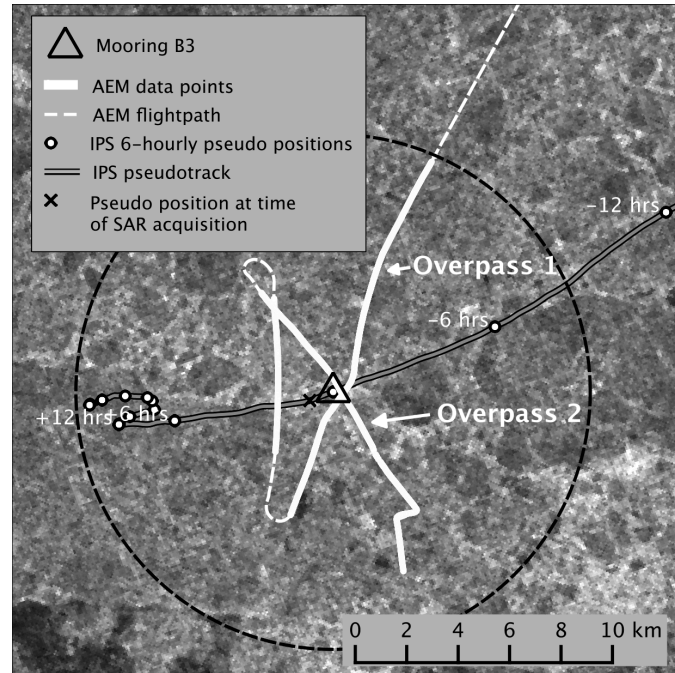 Mooring B3
AEM data points
AEM flightpath
IPS 6-hourly pseudo positions
IPS pseudotrack
Pseudo position at time
of SAR acquisition
−12 hrs
Overpass 1
−6 hrs
+12 hrs
+6 hrs
Overpass 2
0 2 4 6 8 10 km